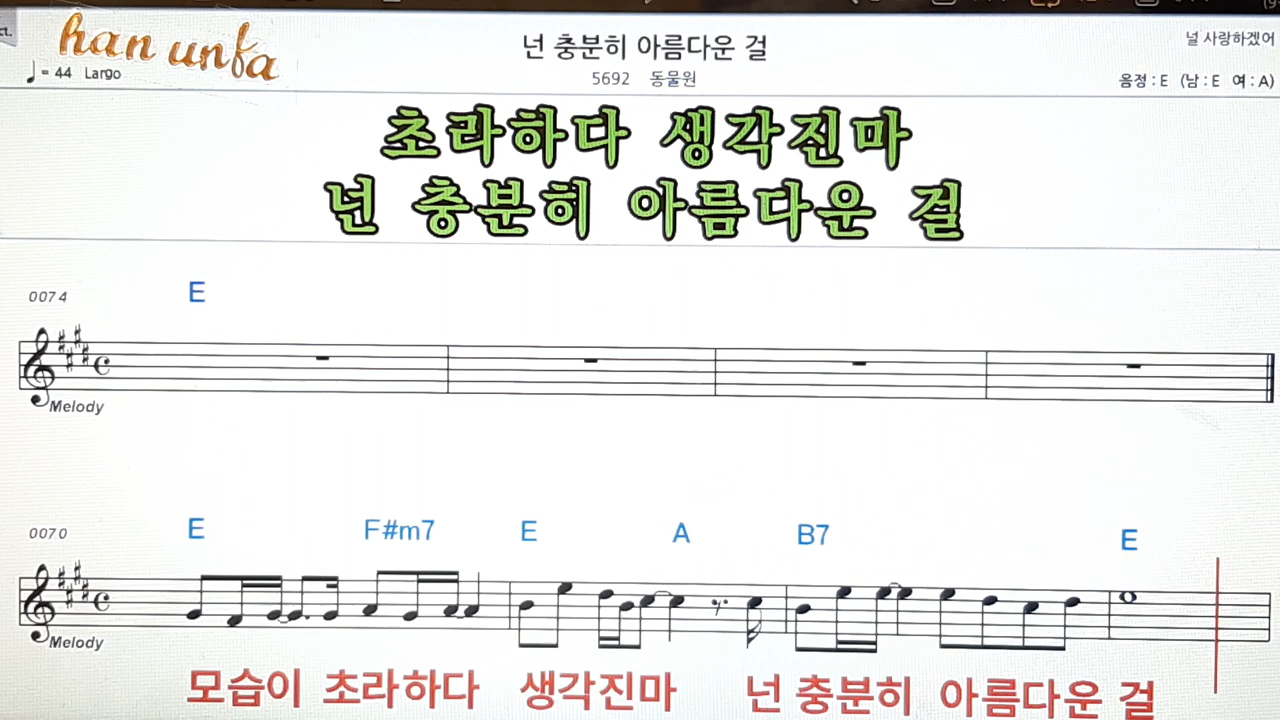 ct.
han unfa
넌 충분히 아름다운 걸
널 사랑하겠어
♩= 44 Largo
5692 동물원
음정 : E (남 : E 여 : A)
초라하다 생각진마
넌 충분히 아름다운 걸
0074 E
Melody
0070 E F#m7 E A B7 E
Melody
모습이 초라하다 생각진마 넌 충분히 아름다운 걸